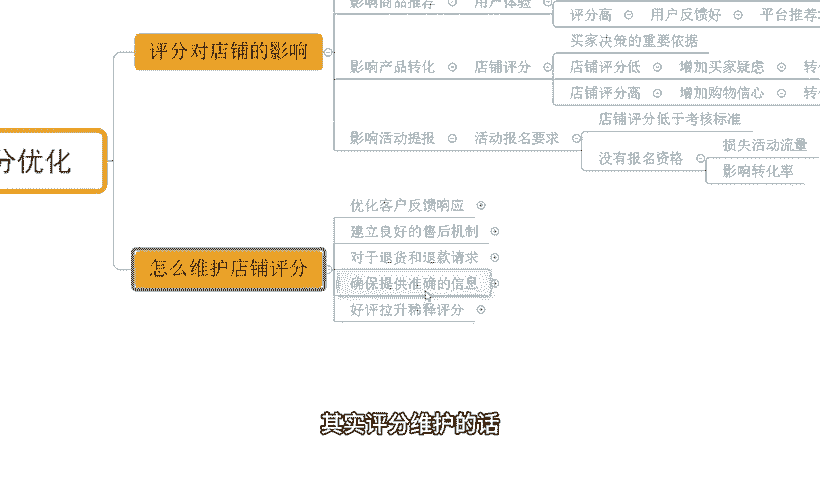 影响商品推荐 用户体验
评分高 用户反馈好 平台推荐
评分对店铺的影响
买家决策的重要依据
影响产品转化 店铺评分 店铺评分低 增加买家疑虑 转
店铺评分高 增加购物信心 转
店铺评分低于考核标准
影响活动提报 活动报名要求
没有报名资格 损失活动流量
影响转化率
分优化
怎么维护店铺评分
优化客户反馈响应
建立良好的售后机制
对于退货和退款请求
确保提供准确的信息
好评拉升稀释评分
其实评分维护的话